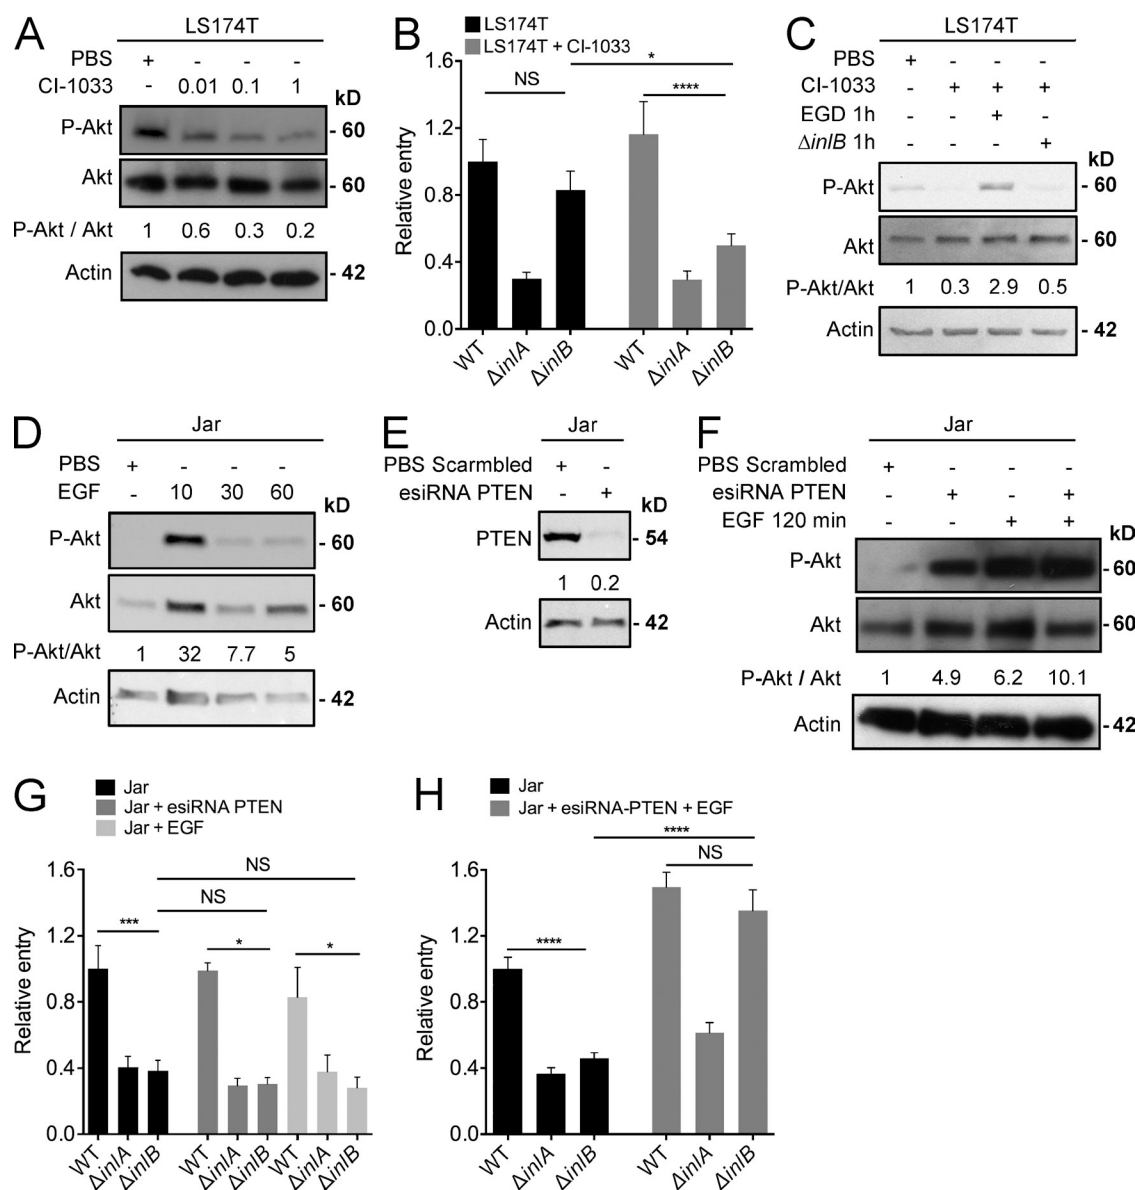 A
LS174T
PBS + - - -
CI-1033 - 0.01 0.1 1
kD
P-Akt - 60
Akt - 60
P-Akt / Akt 1 0.6 0.3 0.2
Actin - 42
B
LS174T
LS174T + CI-1033
Relative entry
1.6
1.2
0.8
0.4
0.0
NS
*
****
WT ΔinlA ΔinlB WT ΔinlA ΔinlB
C
LS174T
PBS + - - -
CI-1033 - + + +
EGD 1h - - + -
ΔinlB 1h - - - +
kD
P-Akt - 60
Akt - 60
P-Akt/Akt 1 0.3 2.9 0.5
Actin - 42
D
Jar
PBS + - - -
EGF - 10 30 60
kD
P-Akt - 60
Akt - 60
P-Akt/Akt 1 32 7.7 5
Actin - 42
E
Jar
PBS Scarmbled + -
esiRNA PTEN - +
kD
PTEN - 54
1 0.2
Actin - 42
F
Jar
PBS Scrambled + - - -
esiRNA PTEN - + - +
EGF 120 min - - + +
kD
P-Akt - 60
Akt - 60
P-Akt / Akt 1 4.9 6.2 10.1
Actin - 42
G
Jar
Jar + esiRNA PTEN
Jar + EGF
Relative entry
1.6
1.2
0.8
0.4
0.0
NS
NS
***
*
*
WT ΔinlA ΔinlB WT ΔinlA ΔinlB WT ΔinlA ΔinlB
H
Jar
Jar + esiRNA-PTEN + EGF
Relative entry
1.6
1.2
0.8
0.4
0.0
****
NS
****
WT ΔinlA ΔinlB WT ΔinlA ΔinlB